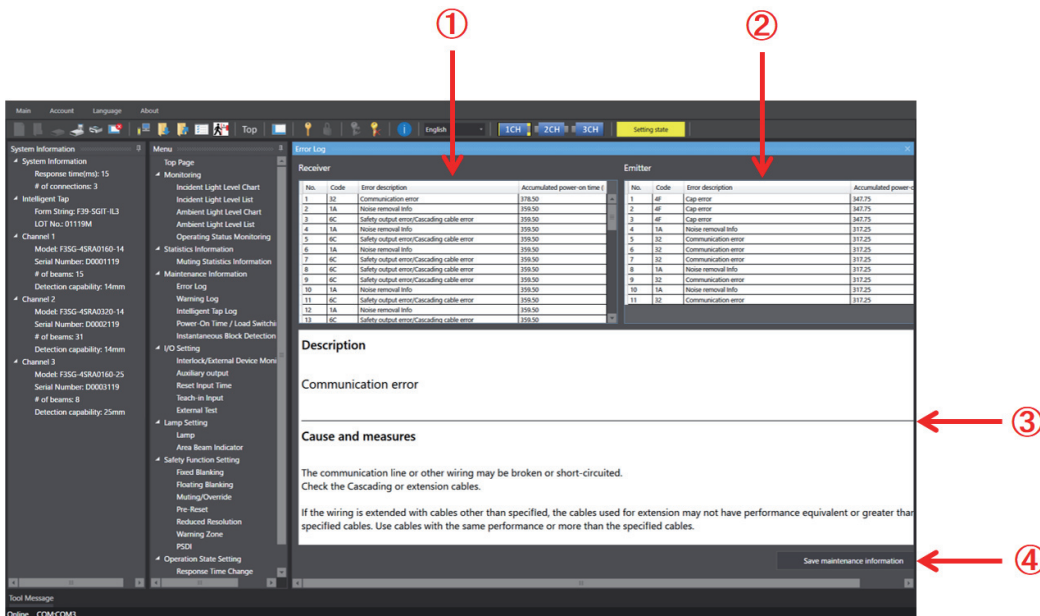 ①
②
Main Account Language About
Top English 1CH 2CH 3CH Setting state
System Information
System Information
Response time(ms): 15
# of connections: 3
Intelligent Tap
Form String: F39-SGIT-IL3
LOT No.: 01119M
Channel 1
Model: F3SG-4SRA0160-14
Serial Number: D0001119
# of beams: 15
Detection capability: 14mm
Channel 2
Model: F3SG-4SRA0320-14
Serial Number: D0002119
# of beams: 31
Detection capability: 14mm
Channel 3
Model: F3SG-4SRA0160-25
Serial Number: D0003119
# of beams: 8
Detection capability: 25mm
Menu
Top Page
Monitoring
Incident Light Level Chart
Incident Light Level List
Ambient Light Level Chart
Ambient Light Level List
Operating Status Monitoring
Statistics Information
Muting Statistics Information
Maintenance Information
Error Log
Warning Log
Intelligent Tap Log
Power-On Time / Load Switchi
Instantaneous Block Detection
I/O Setting
Interlock/External Device Moni
Auxiliary output
Reset Input Time
Teach-in Input
External Test
Lamp Setting
Lamp
Area Beam Indicator
Safety Function Setting
Fixed Blanking
Floating Blanking
Muting/Override
Pre-Reset
Reduced Resolution
Warning Zone
PSDI
Operation State Setting
Response Time Change
Error Log
Receiver
No. Code Error description Accumulated power-on time (
1 32 Communication error 378.50
2 1A Noise removal Info 359.50
3 6C Safety output error/Cascading cable error 359.50
4 1A Noise removal Info 359.50
5 6C Safety output error/Cascading cable error 359.50
6 1A Noise removal Info 359.50
7 6C Safety output error/Cascading cable error 359.50
8 6C Safety output error/Cascading cable error 359.50
9 6C Safety output error/Cascading cable error 359.50
10 1A Noise removal Info 359.50
11 6C Safety output error/Cascading cable error 359.50
12 1A Noise removal Info 359.50
13 6C Safety output error/Cascading cable error 359.50
Emitter
No. Code Error description Accumulated power-o
1 4F Cap error 347.75
2 4F Cap error 347.75
3 4F Cap error 347.75
4 1A Noise removal Info 317.25
5 32 Communication error 317.25
6 32 Communication error 317.25
7 32 Communication error 317.25
8 1A Noise removal Info 317.25
9 32 Communication error 317.25
10 1A Noise removal Info 317.25
11 32 Communication error 317.25
Description
Communication error
③
Cause and measures
The communication line or other wiring may be broken or short-circuited.
Check the Cascading or extension cables.
If the wiring is extended with cables other than specified, the cables used for extension may not have performance equivalent or greater than
specified cables. Use cables with the same performance or more than the specified cables.
Save maintenance information
④
Tool Message
Online COM:COM3